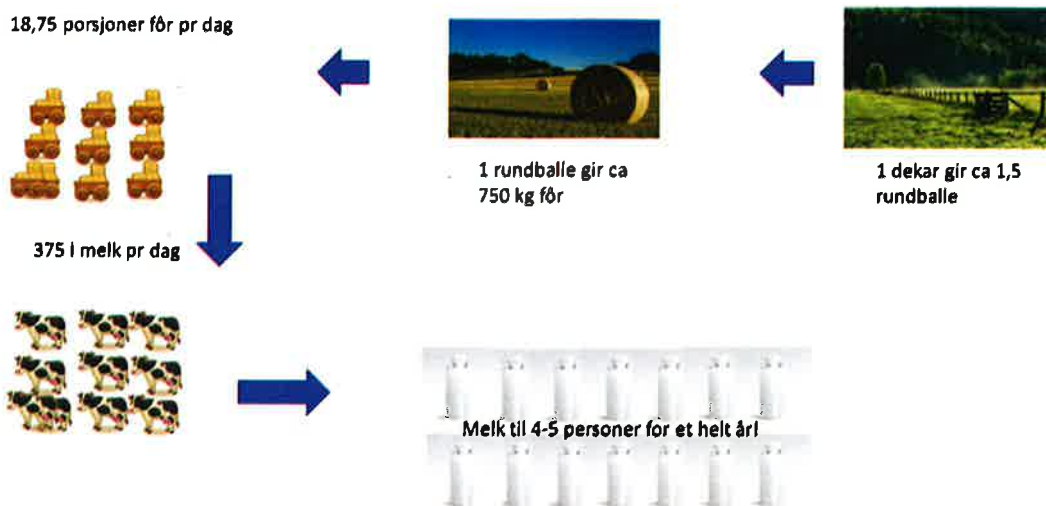 18,75 porsjoner fôr pr dag
1 rundballe gir ca
750 kg fôr
1 dekar gir ca 1,5
rundballe
375 l melk pr dag
Melk til 4-5 personer for et helt år!